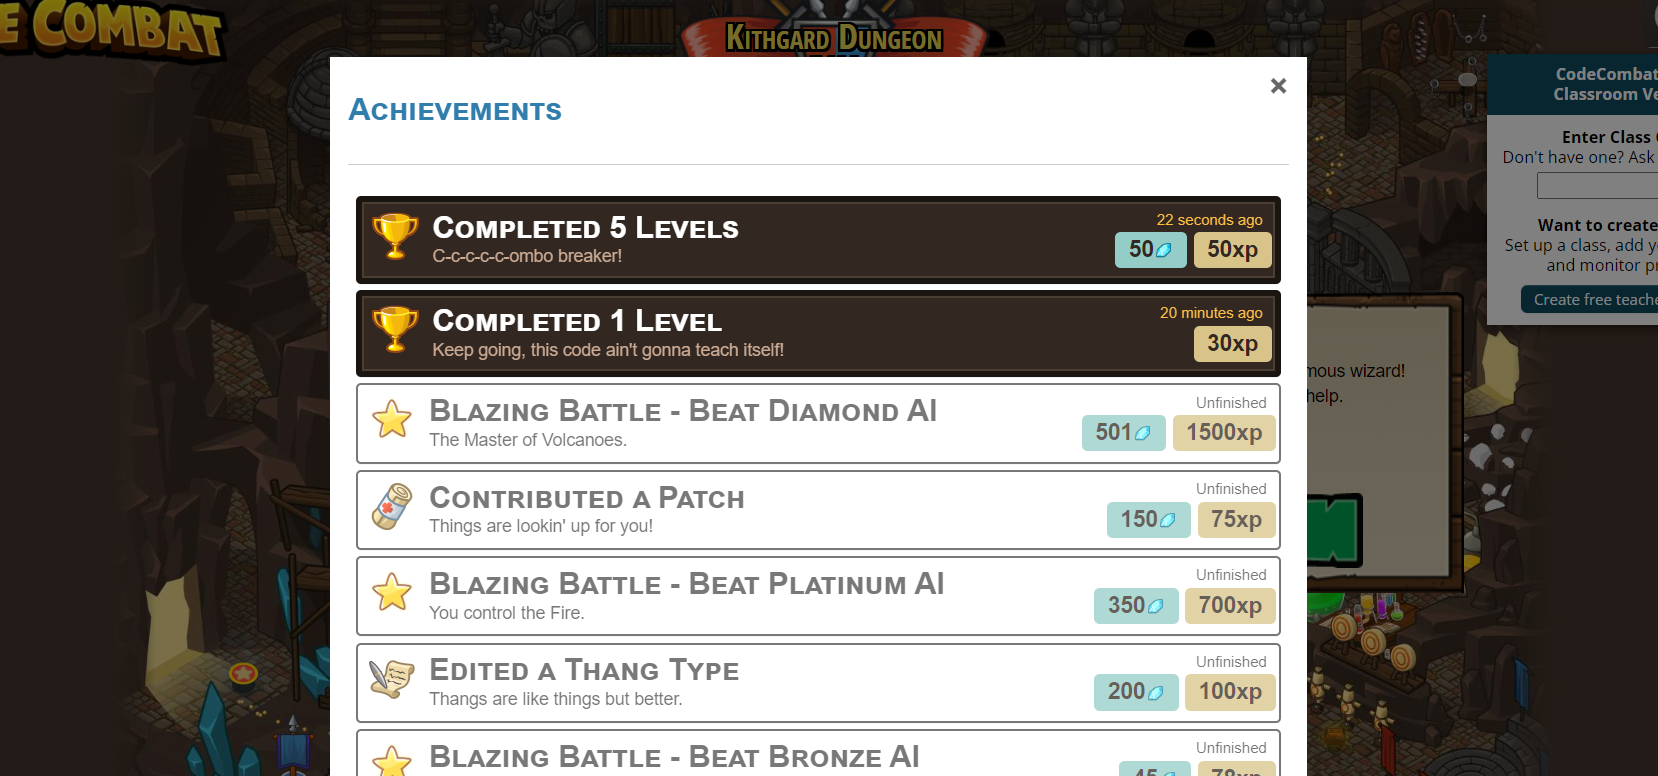 E COMBAT
KITHGARD DUNGEON
×
ACHIEVEMENTS
COMPLETED 5 LEVELS
C-c-c-c-c-ombo breaker!
22 seconds ago
50 50xp
COMPLETED 1 LEVEL
Keep going, this code ain't gonna teach itself!
20 minutes ago
30xp
BLAZING BATTLE - BEAT DIAMOND AI
The Master of Volcanoes.
Unfinished
501 1500xp
CONTRIBUTED A PATCH
Things are lookin' up for you!
Unfinished
150 75xp
BLAZING BATTLE - BEAT PLATINUM AI
You control the Fire.
Unfinished
350 700xp
EDITED A THANG TYPE
Thangs are like things but better.
Unfinished
200 100xp
BLAZING BATTLE - BEAT BRONZE AI
Unfinished
45 78xp
CodeCombat
Classroom Ve
Enter Class
Don't have one? Ask
Want to create
Set up a class, add y
and monitor pr
Create free teache
mous wizard!
help.